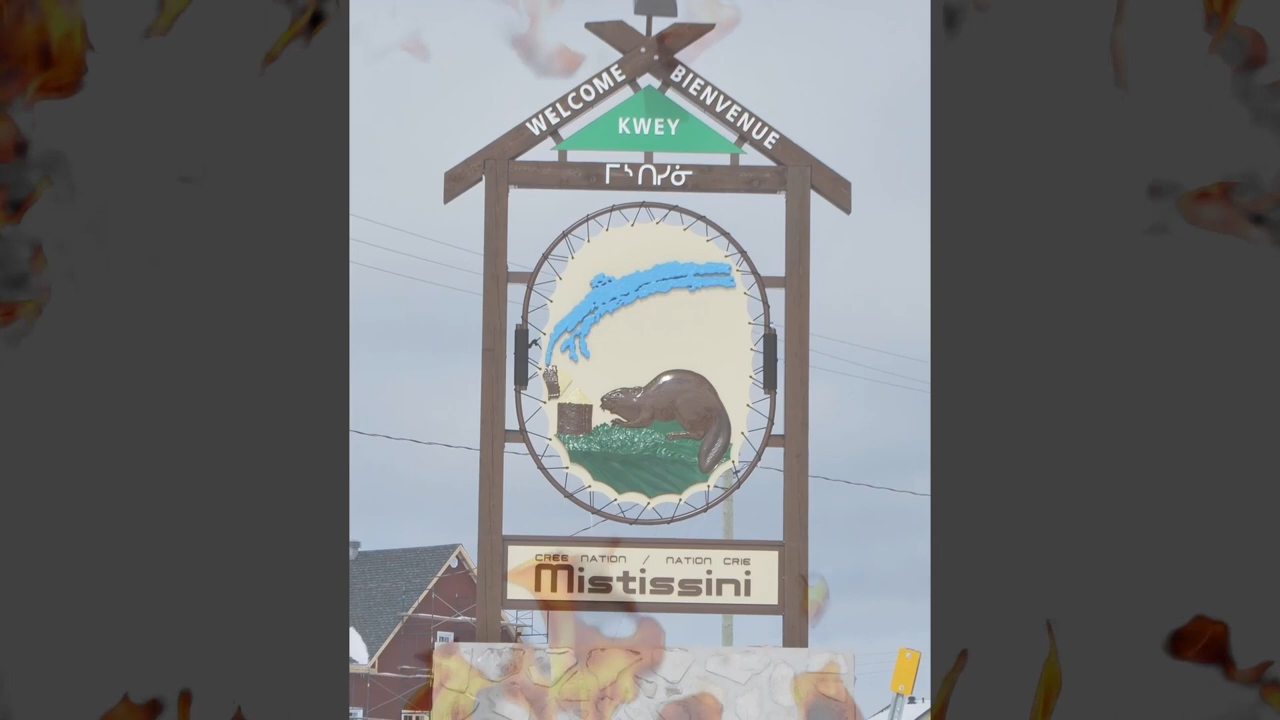 WELCOME BIENVENUE
KWEY
ᒥᔅᑎᓯᓃ
CREE NATION / NATION CRIE
Mistissini